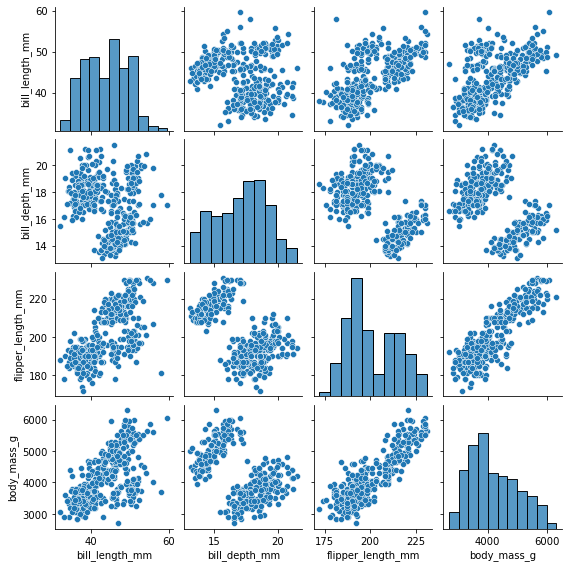 60
50
40
bill_length_mm
20
18
16
14
bill_depth_mm
220
200
180
flipper_length_mm
6000
5000
4000
3000
body_mass_g
40 60
15 20
175 200 225
4000 6000
bill_length_mm bill_depth_mm flipper_length_mm body_mass_g